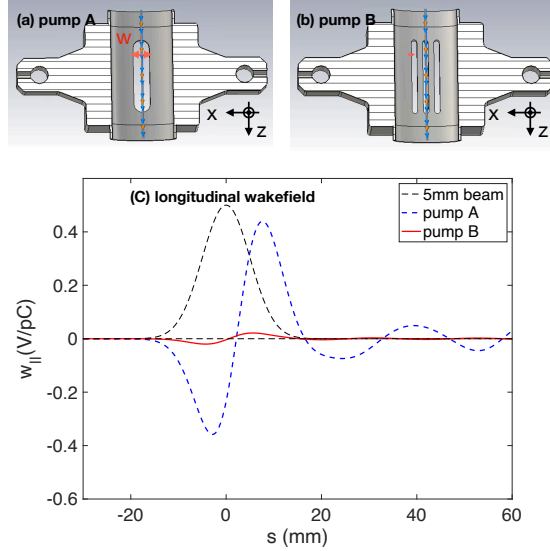 (a) pump A
W
X
Z
(b) pump B
X
Z
(C) longitudinal wakefield
5mm beam
pump A
pump B
0.4
0.2
0
-0.2
-0.4
-0.6
w||(V/pC)
-20
0
20
40
60
s (mm)